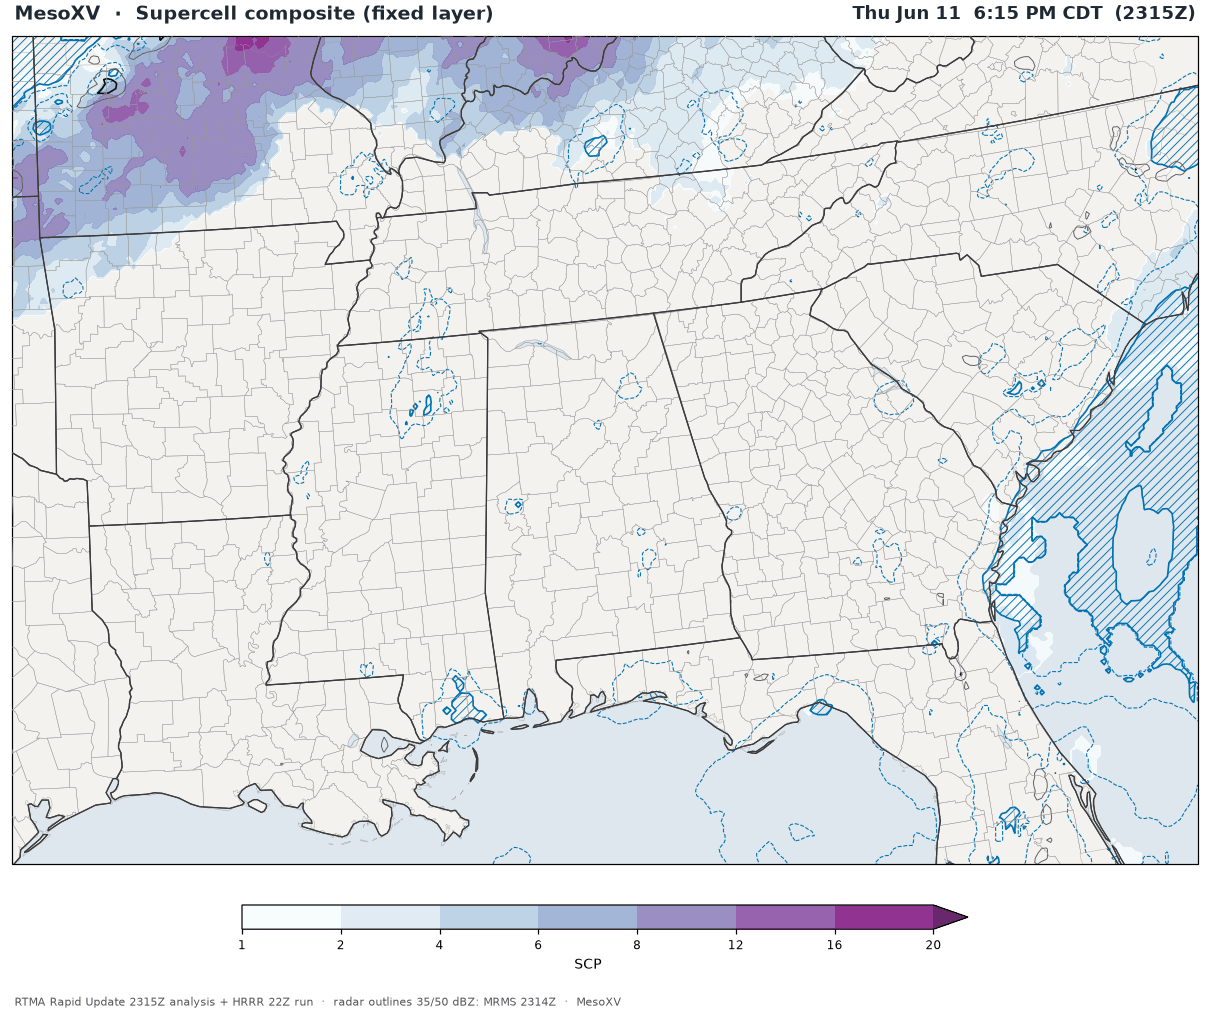 MesoXV · Supercell composite (fixed layer)
Thu Jun 11 6:15 PM CDT (2315Z)
1 2 4 6 8 12 16 20
SCP
RTMA Rapid Update 2315Z analysis + HRRR 22Z run · radar outlines 35/50 dBZ: MRMS 2314Z · MesoXV